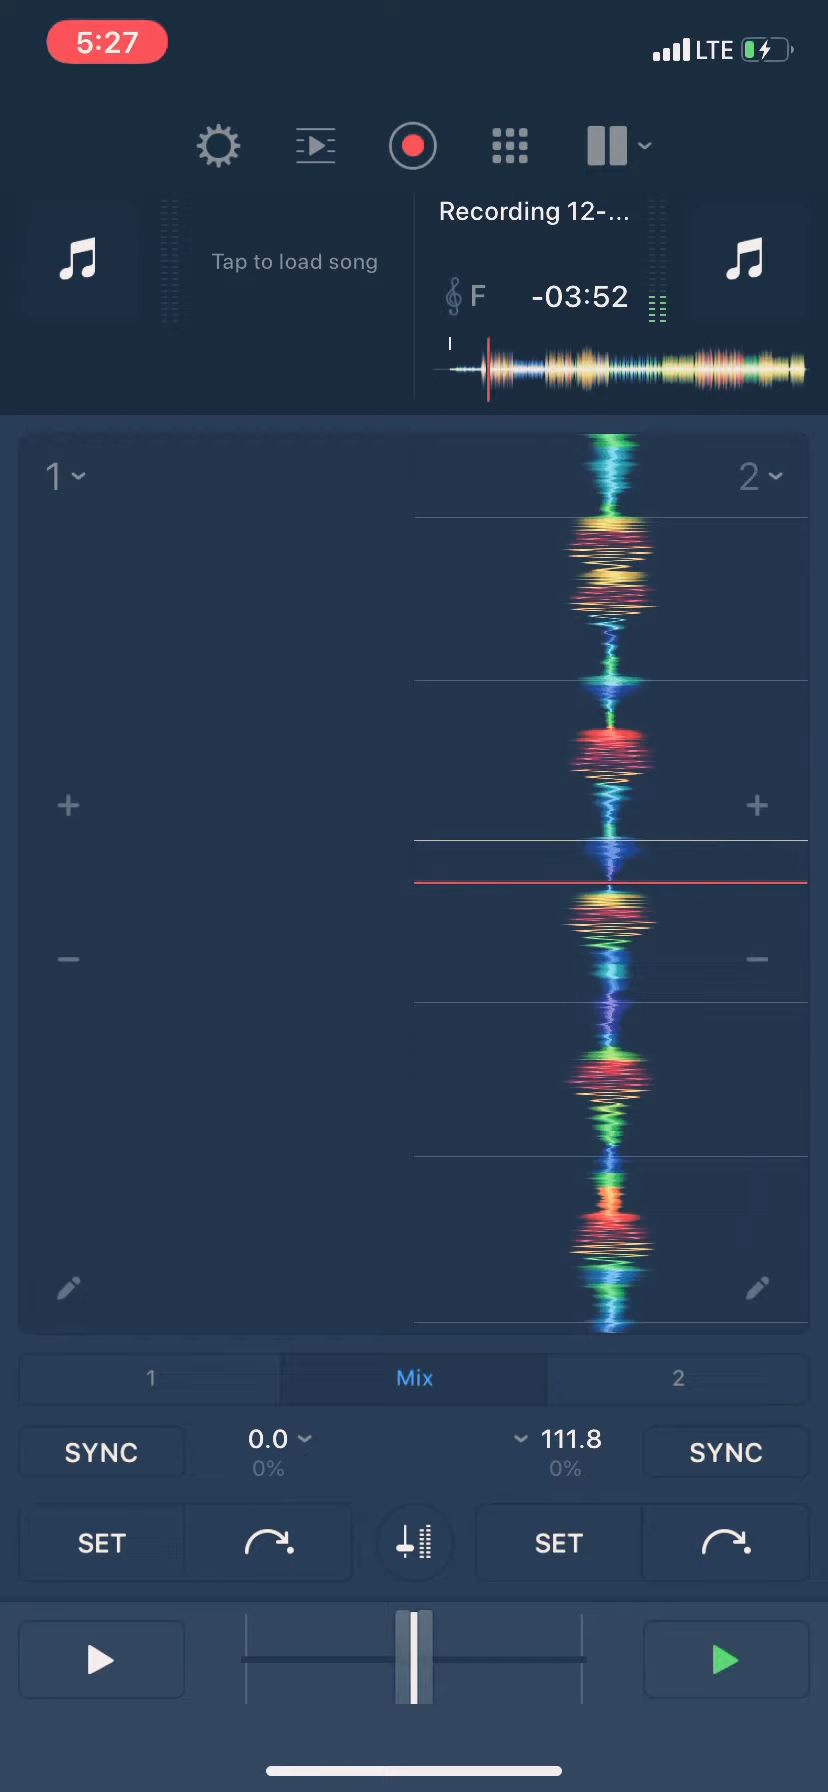 5:27
LTE
Recording 12-...
Tap to load song
F
-03:52
1
2
1
Mix
2
SYNC
0.0
0%
111.8
0%
SYNC
SET
SET